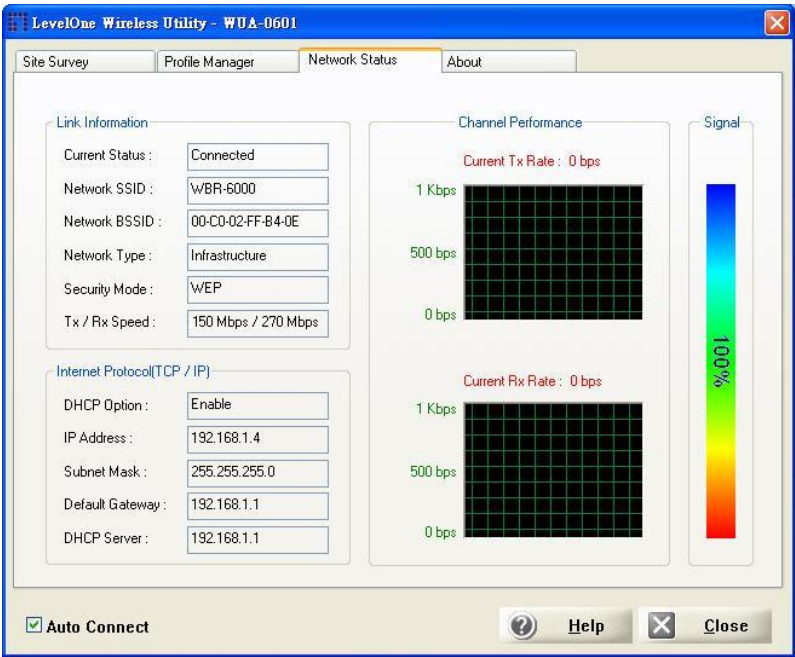 LevelOne Wireless Utility - WUA-0601
Site Survey
Profile Manager
Network Status
About
Link Information
Current Status : Connected
Network SSID : WBR-6000
Network BSSID : 00-C0-02-FF-B4-0E
Network Type : Infrastructure
Security Mode : WEP
Tx / Rx Speed : 150 Mbps / 270 Mbps
Internet Protocol(TCP / IP)
DHCP Option : Enable
IP Address : 192.168.1.4
Subnet Mask : 255.255.255.0
Default Gateway : 192.168.1.1
DHCP Server : 192.168.1.1
Channel Performance
Current Tx Rate : 0 bps
1 Kbps
500 bps
0 bps
Current Rx Rate : 0 bps
1 Kbps
500 bps
0 bps
Signal
100%
Auto Connect
Help
Close